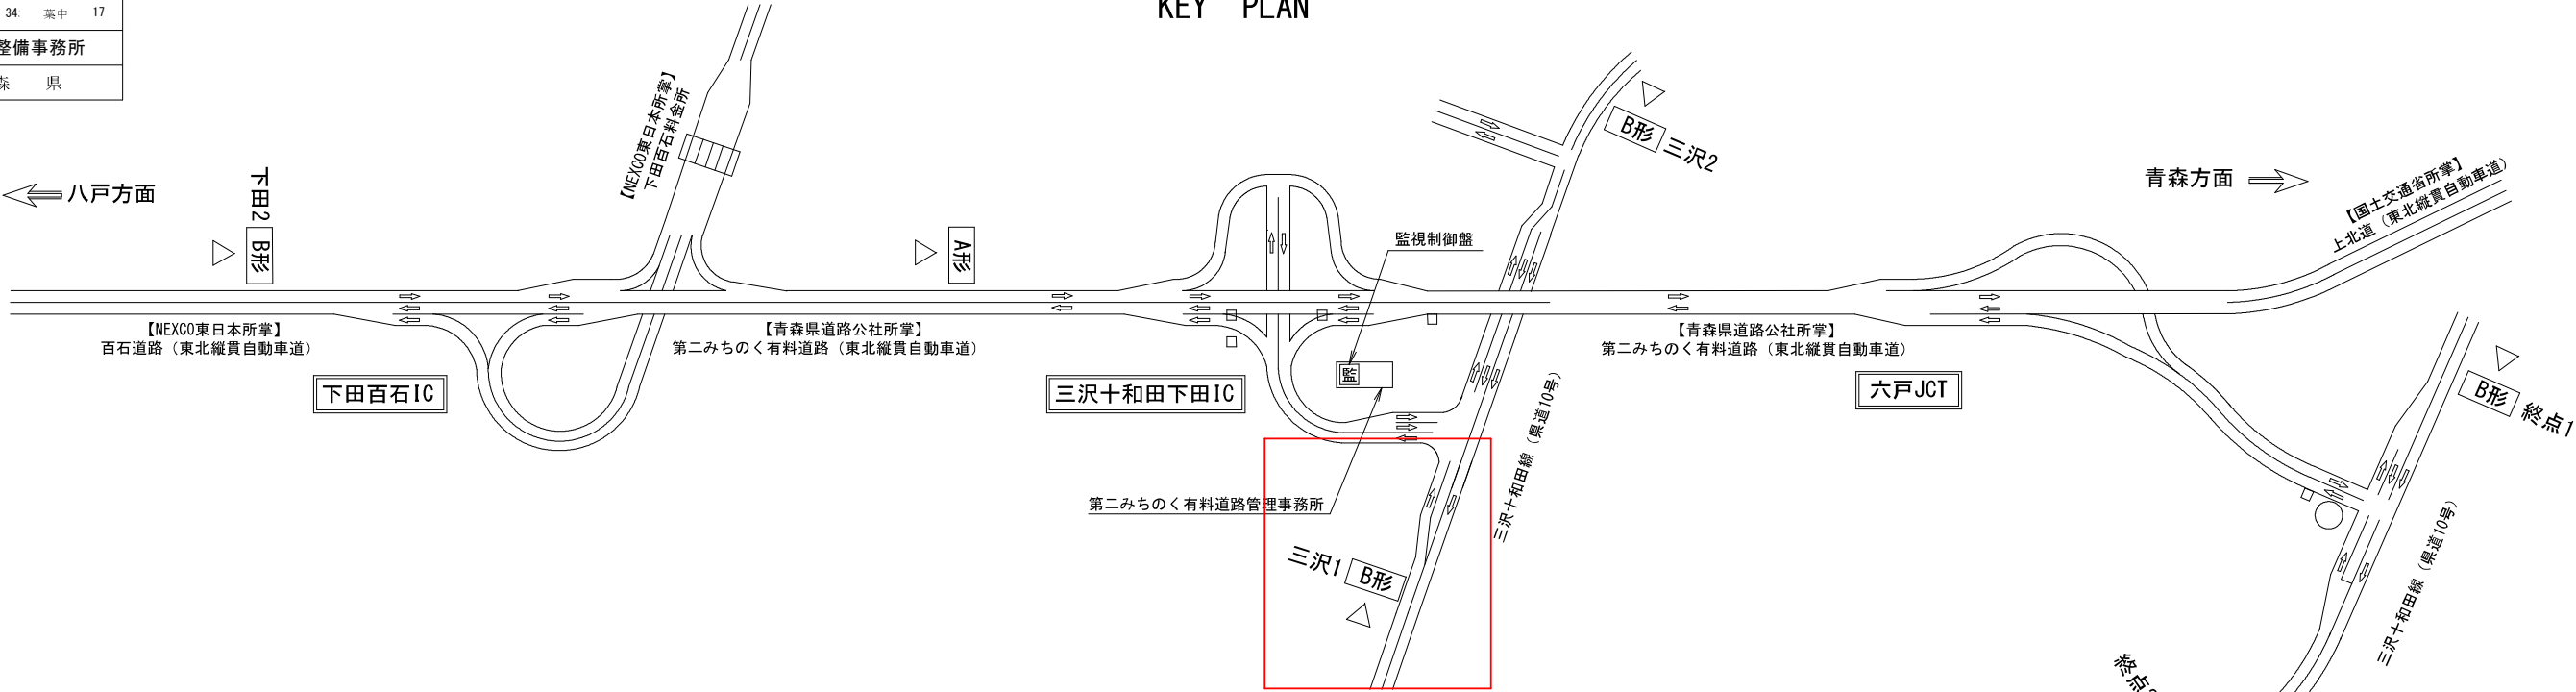 KEY PLAN
34. 葉中 17
整備事務所
森 県
八戸方面
下田2
B形
【NEXCO東日本所掌】
下田百石料金所
A形
監視制御盤
B形 三沢2
青森方面
【国土交通省所掌】
上北道（東北縦貫自動車道）
【NEXCO東日本所掌】
百石道路（東北縦貫自動車道）
【青森県道路公社所掌】
第二みちのく有料道路（東北縦貫自動車道）
【青森県道路公社所掌】
第二みちのく有料道路（東北縦貫自動車道）
下田百石IC
三沢十和田下田IC
監
六戸JCT
B形 終点1
三沢十和田線（県道10号）
第二みちのく有料道路管理事務所
三沢1 B形
三沢十和田線（県道10号）
終点